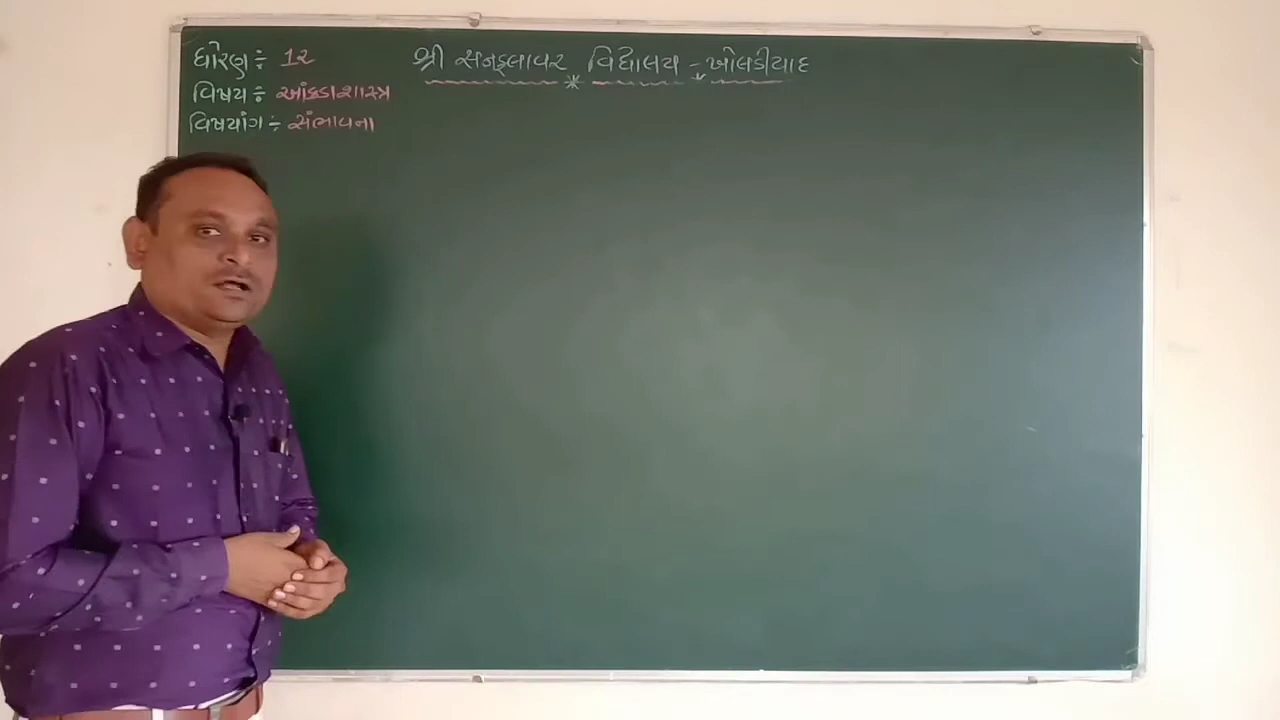 ધોરણ ÷ 12
શ્રી સનફ્લાવર વિદ્યાલય - ખોલડીયાદ
વિષય ÷ આંકડાશાસ્ત્ર
વિષયાંગ ÷ સંભાવના